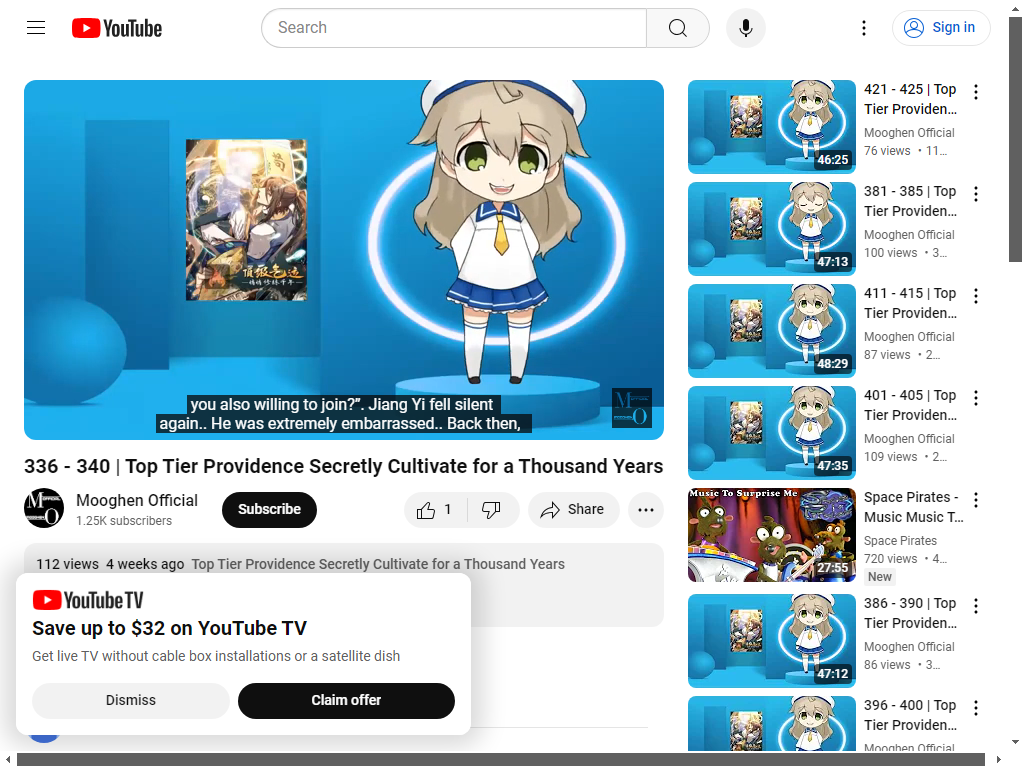 YouTube
Search
Sign in
頂級氣運
悄悄修煉千年
you also willing to join?”. Jiang Yi fell silent
again.. He was extremely embarrassed.. Back then,
336 - 340 | Top Tier Providence Secretly Cultivate for a Thousand Years
Mooghen Official
1.25K subscribers
Subscribe
1
Share
112 views 4 weeks ago Top Tier Providence Secretly Cultivate for a Thousand Years
YouTube TV
Save up to $32 on YouTube TV
Get live TV without cable box installations or a satellite dish
Dismiss
Claim offer
421 - 425 | Top
Tier Providen...
Mooghen Official
76 views • 11...
46:25
381 - 385 | Top
Tier Providen...
Mooghen Official
100 views • 3...
47:13
411 - 415 | Top
Tier Providen...
Mooghen Official
87 views • 2...
48:29
401 - 405 | Top
Tier Providen...
Mooghen Official
109 views • 2...
47:35
Music To Surprise Me
Space Pirates -
Music Music T...
Space Pirates
720 views • 4...
27:55
New
386 - 390 | Top
Tier Providen...
Mooghen Official
86 views • 3...
47:12
396 - 400 | Top
Tier Providen...
Mooghen Official